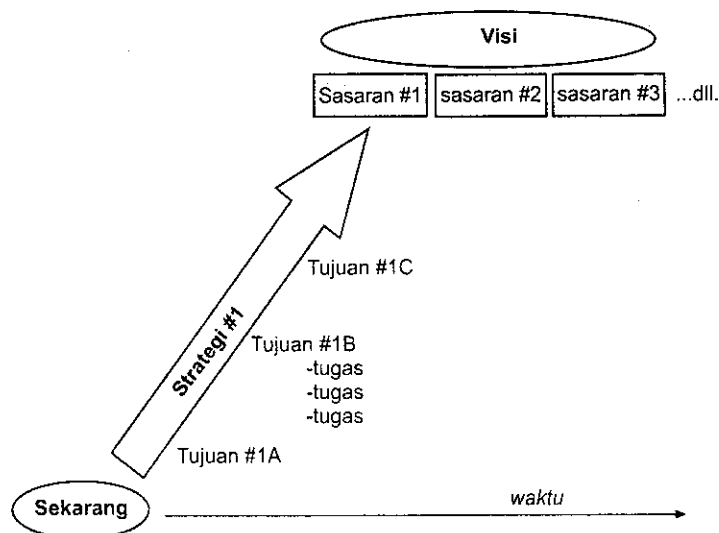 Visi
Sasaran #1 sasaran #2 sasaran #3 ...dll.
Tujuan #1C
Strategi #1
Tujuan #1B
-tugas
-tugas
-tugas
Tujuan #1A
Sekarang
waktu